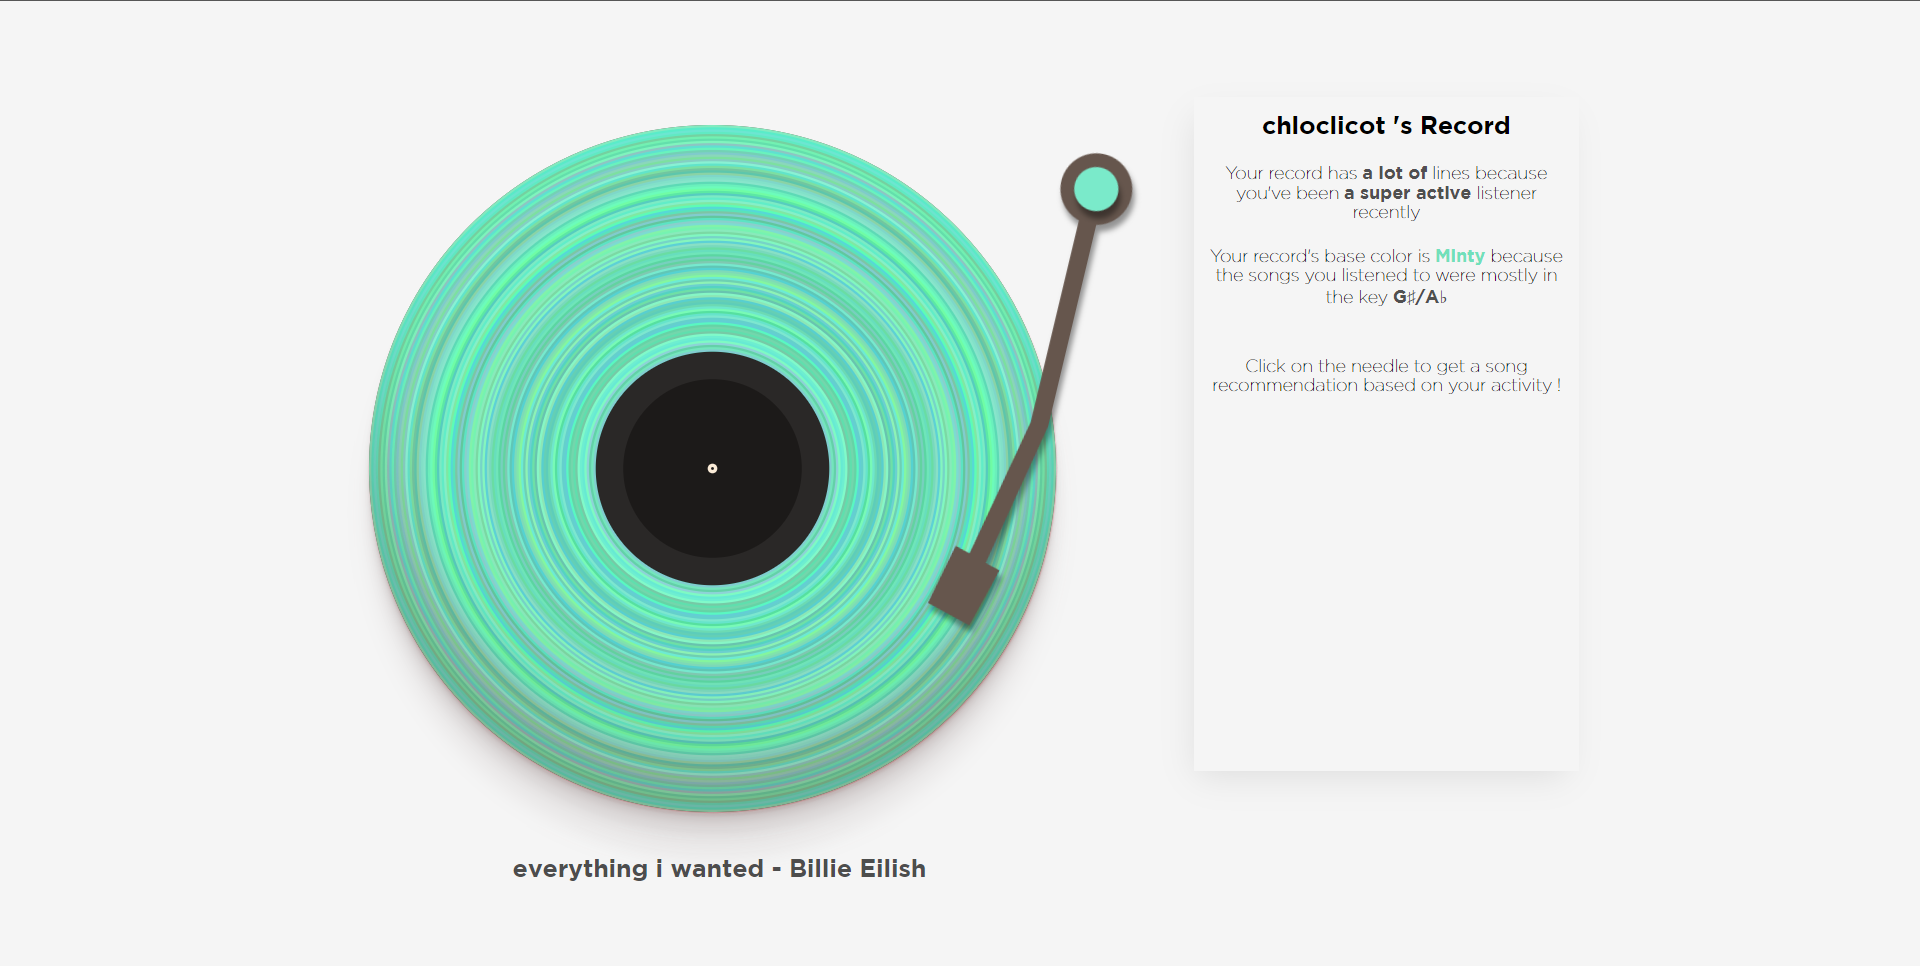 chloclicot 's Record
Your record has a lot of lines because
you've been a super active listener
recently
Your record's base color is Minty because
the songs you listened to were mostly in
the key G♯/A♭
Click on the needle to get a song
recommendation based on your activity !
everything i wanted - Billie Eilish